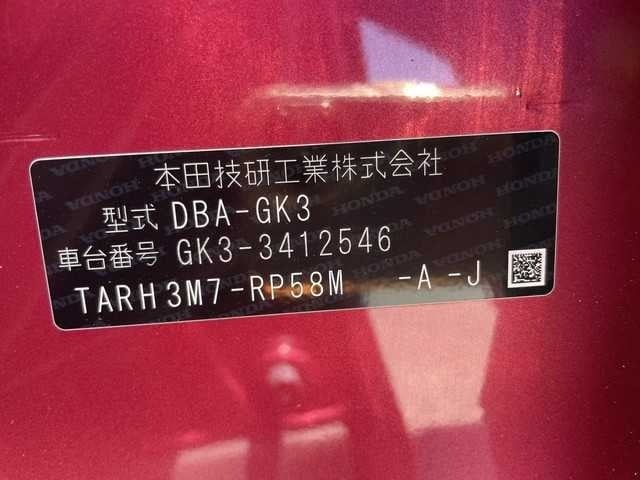 本田技研工業株式会社
型式 DBA-GK3
車台番号 GK3-3412546
TARH3M7-RP58M -A -J